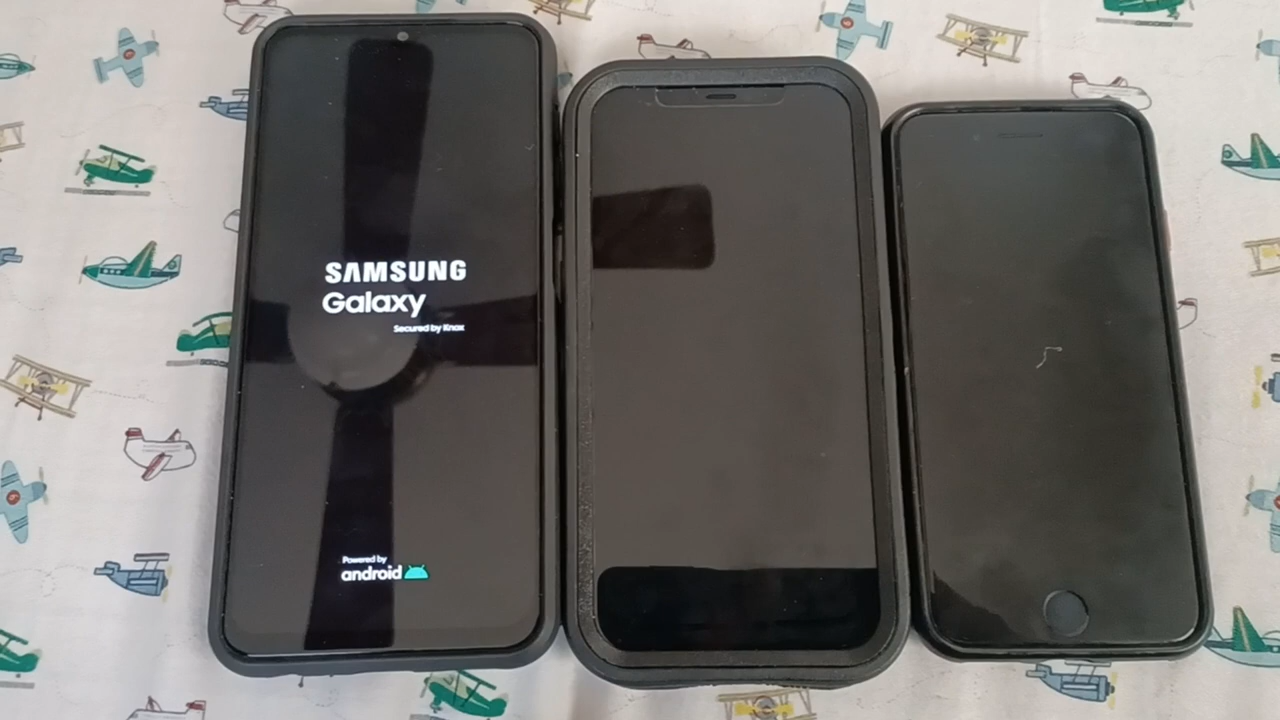 SAMSUNG
Galaxy
Secured by Knox
Powered by
android